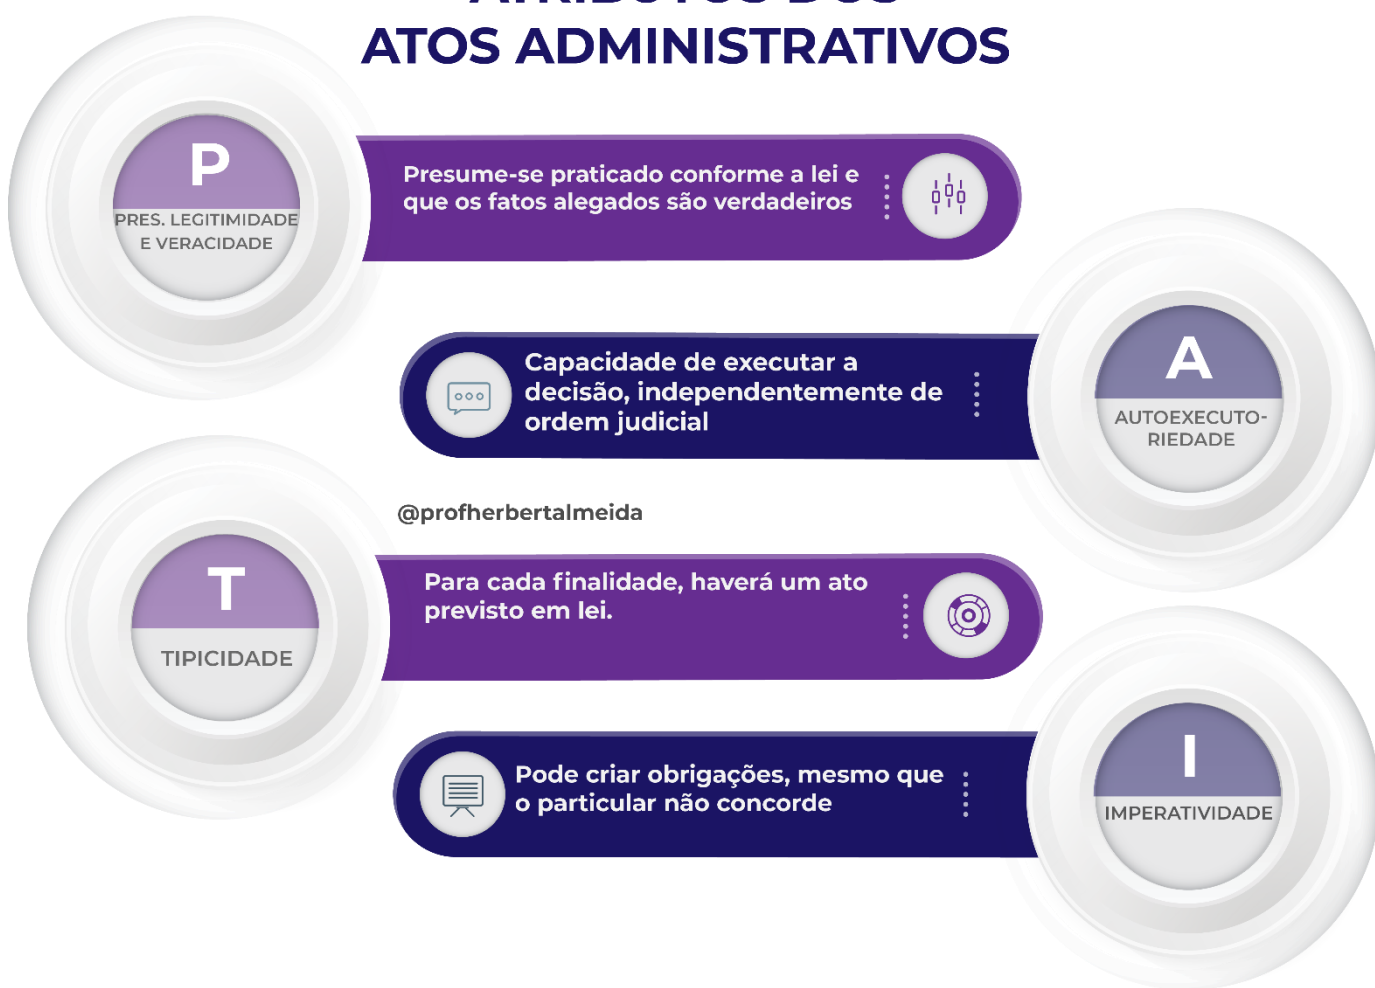 ATRIBUTOS DOS
ATOS ADMINISTRATIVOS
P
PRES. LEGITIMIDADE
E VERACIDADE
Presume-se praticado conforme a lei e
que os fatos alegados são verdadeiros
A
AUTOEXECUTO-
RIEDADE
Capacidade de executar a
decisão, independentemente de
ordem judicial
@profherbertalmeida
T
TIPICIDADE
Para cada finalidade, haverá um ato
previsto em lei.
I
IMPERATIVIDADE
Pode criar obrigações, mesmo que
o particular não concorde